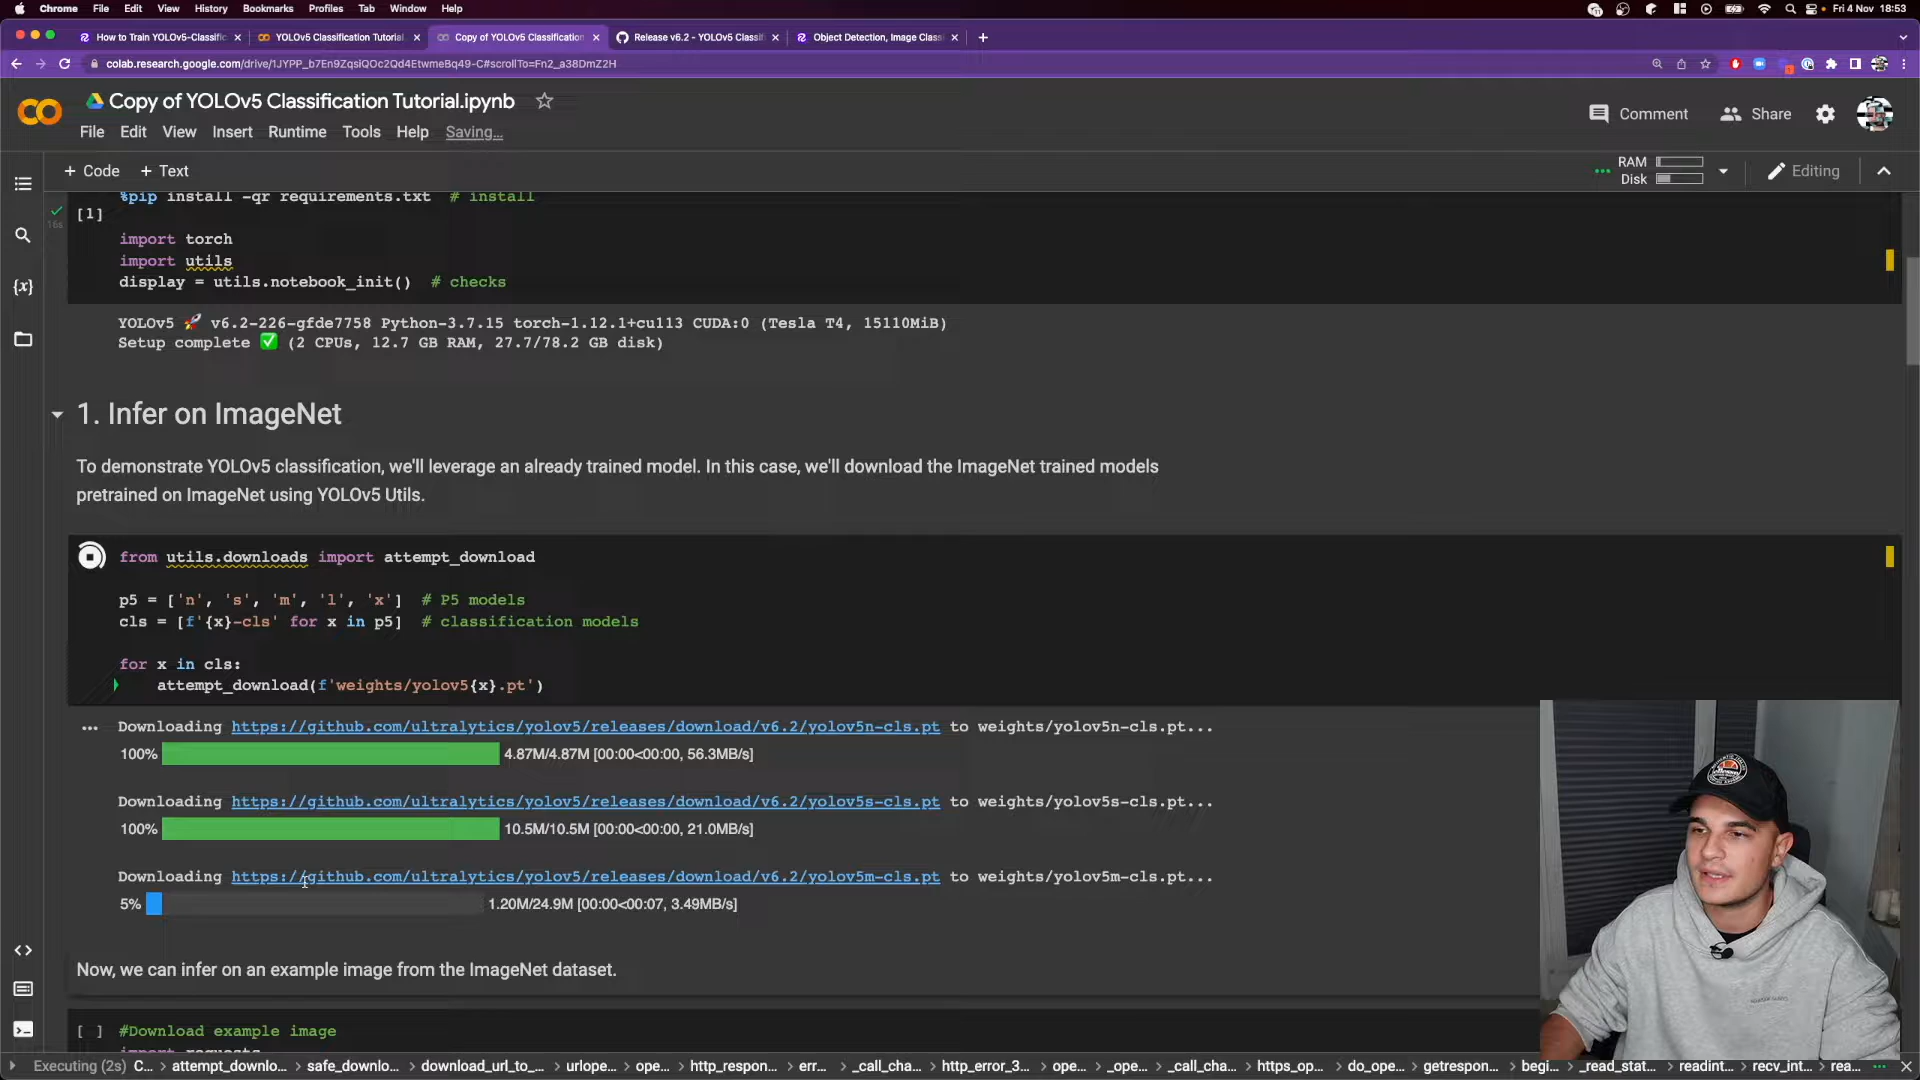 Chrome File Edit View History Bookmarks Profiles Tab Window Help
Fri 4 Nov 18:53
How to Train YOLOv5-Classific
YOLOv5 Classification Tutorial
Copy of YOLOv5 Classification
Release v6.2 - YOLOv5 Classif
Object Detection, Image Class
colab.research.google.com/drive/1JYPP_b7En9ZqsiQOc2Qd4EtwmeBq49-C#scrollTo=Fn2_a38DmZ2H
Copy of YOLOv5 Classification Tutorial.ipynb
File Edit View Insert Runtime Tools Help Saving...
Comment Share
+ Code + Text
RAM
Disk
Editing
%pip install -qr requirements.txt # install
[1]
16s
import torch
import utils
display = utils.notebook_init() # checks
YOLOv5 🚀 v6.2-226-gfde7758 Python-3.7.15 torch-1.12.1+cu113 CUDA:0 (Tesla T4, 15110MiB)
Setup complete ✅ (2 CPUs, 12.7 GB RAM, 27.7/78.2 GB disk)
1. Infer on ImageNet
To demonstrate YOLOv5 classification, we'll leverage an already trained model. In this case, we'll download the ImageNet trained models
pretrained on ImageNet using YOLOv5 Utils.
from utils.downloads import attempt_download
p5 = ['n', 's', 'm', 'l', 'x'] # P5 models
cls = [f'{x}-cls' for x in p5] # classification models
for x in cls:
attempt_download(f'weights/yolov5{x}.pt')
Downloading https://github.com/ultralytics/yolov5/releases/download/v6.2/yolov5n-cls.pt to weights/yolov5n-cls.pt...
100% 4.87M/4.87M [00:00<00:00, 56.3MB/s]
Downloading https://github.com/ultralytics/yolov5/releases/download/v6.2/yolov5s-cls.pt to weights/yolov5s-cls.pt...
100% 10.5M/10.5M [00:00<00:00, 21.0MB/s]
Downloading https://github.com/ultralytics/yolov5/releases/download/v6.2/yolov5m-cls.pt to weights/yolov5m-cls.pt...
5% 1.20M/24.9M [00:00<00:07, 3.49MB/s]
Now, we can infer on an example image from the ImageNet dataset.
[ ] #Download example image
import requests
Executing (2s) C... attempt_downlo... safe_downlo... download_url_to_... urlope... ope... http_respon... err... _call_cha... http_error_3... ope... _ope... _call_cha... https_op... do_ope... getrespon... begi... _read_stat... readint... recv_int... rea...